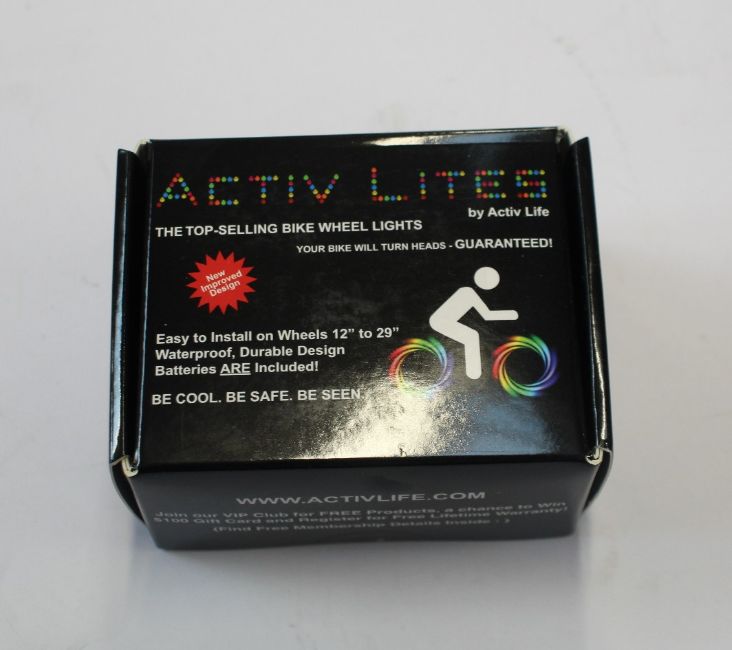 ACTIV LITES
by Activ Life
THE TOP-SELLING BIKE WHEEL LIGHTS
YOUR BIKE WILL TURN HEADS - GUARANTEED!
New
Improved
Design
Easy to Install on Wheels 12” to 29”
Waterproof, Durable Design
Batteries ARE Included!
BE COOL. BE SAFE. BE SEEN.
WWW.ACTIVLIFE.COM
Join our VIP Club for FREE Products, a chance to Win
$100 Gift Card and Register for Free Lifetime Warranty!
(Find Free Membership Details Inside : )